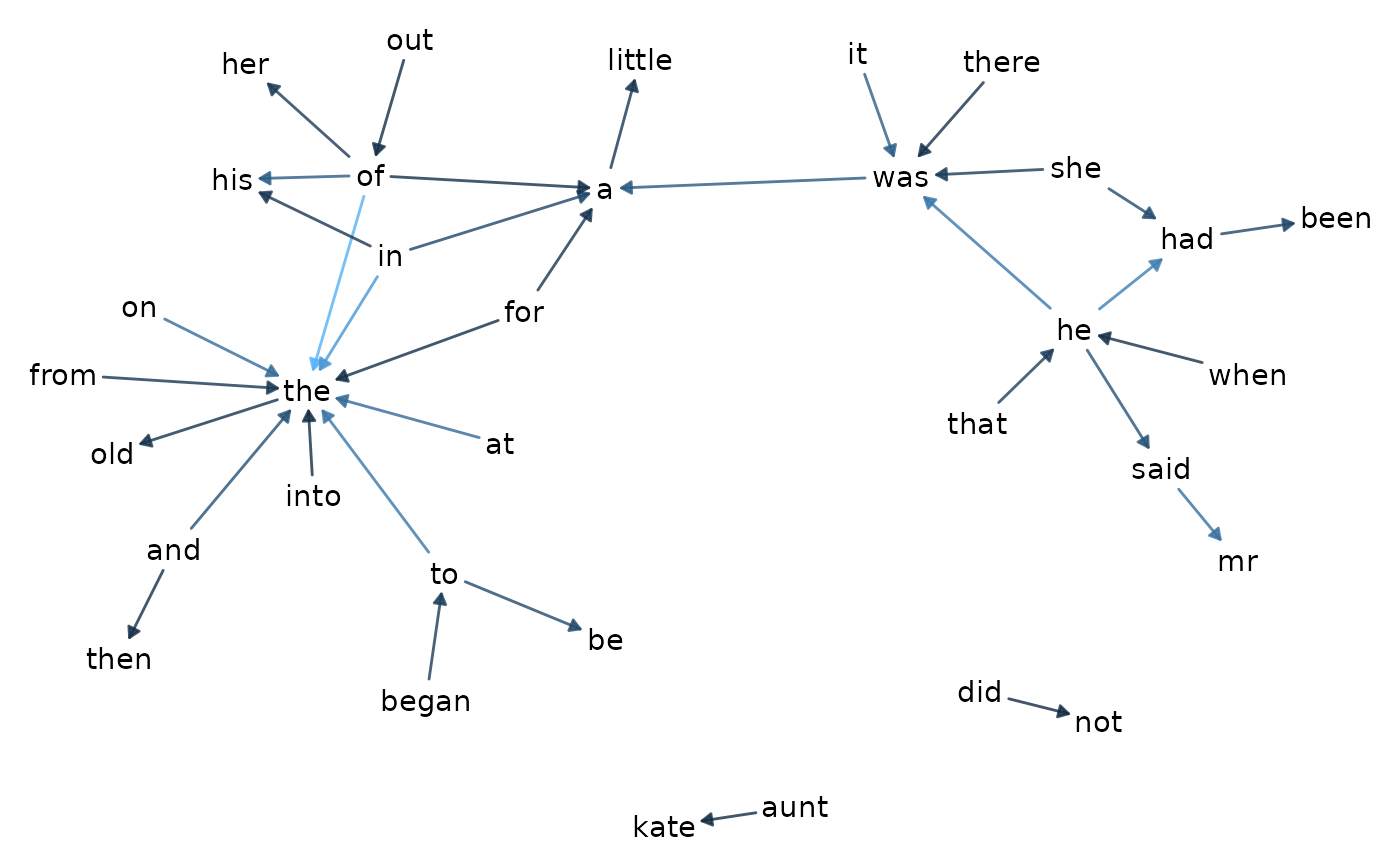 out
it
little
there
her
she
of
was
his
a
been
had
in
on
for
he
from
when
the
that
at
old
said
into
and
mr
to
be
then
did
began
not
aunt
kate